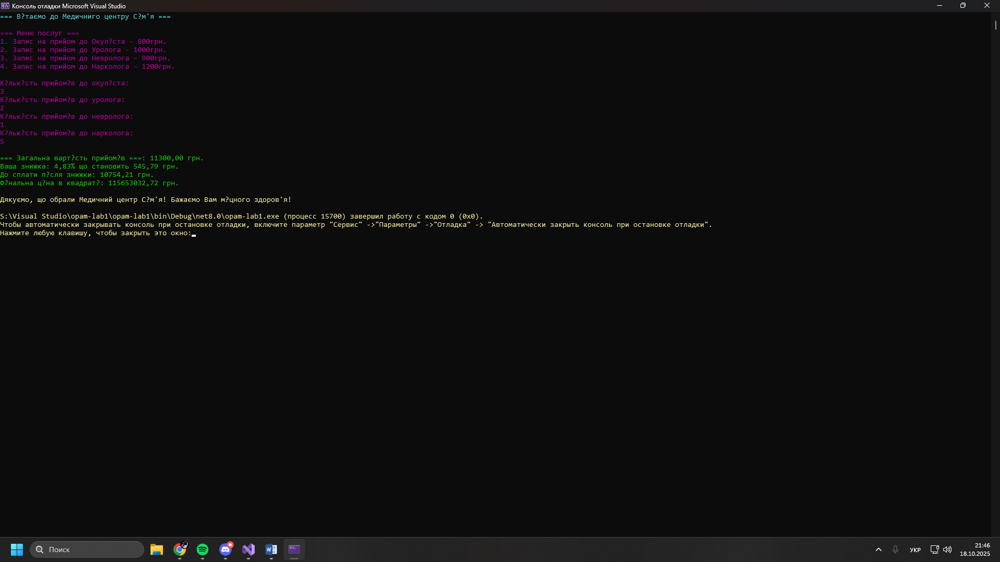 Консоль отладки Microsoft Visual Studio
=== В?таємо до Медичниго центру С?м'я ===
=== Меню послуг ===
1. Запис на прийом до Окул?ста - 800грн.
2. Запис на прийом до Уролога - 1000грн.
3. Запис на прийом до Невролога - 900грн.
4. Запис на прийом до Нарколога - 1200грн.
К?льк?сть прийом?в до окул?ста:
3
К?льк?сть прийом?в до уролога:
2
К?льк?сть прийом?в до невролога:
1
К?льк?сть прийом?в до нарколога:
5
=== Загальна варт?сть прийом?в ===: 11300,00 грн.
Ваша знижка: 4,83% що становить 545,79 грн.
До сплати п?сля знижки: 10754,21 грн.
Ф?нальна ц?на в квадрат?: 115653032,72 грн.
Дякуємо, що обрали Медичний центр С?м'я! Бажаємо Вам м?цного здоров'я!
S:\Visual Studio\opam-lab1\opam-lab1\bin\Debug\net8.0\opam-lab1.exe (процесс 15700) завершил работу с кодом 0 (0x0).
Чтобы автоматически закрывать консоль при остановке отладки, включите параметр "Сервис" ->"Параметры" ->"Отладка" -> "Автоматически закрыть консоль при остановке отладки".
Нажмите любую клавишу, чтобы закрыть это окно:
Поиск
УКР
21:46
18.10.2025